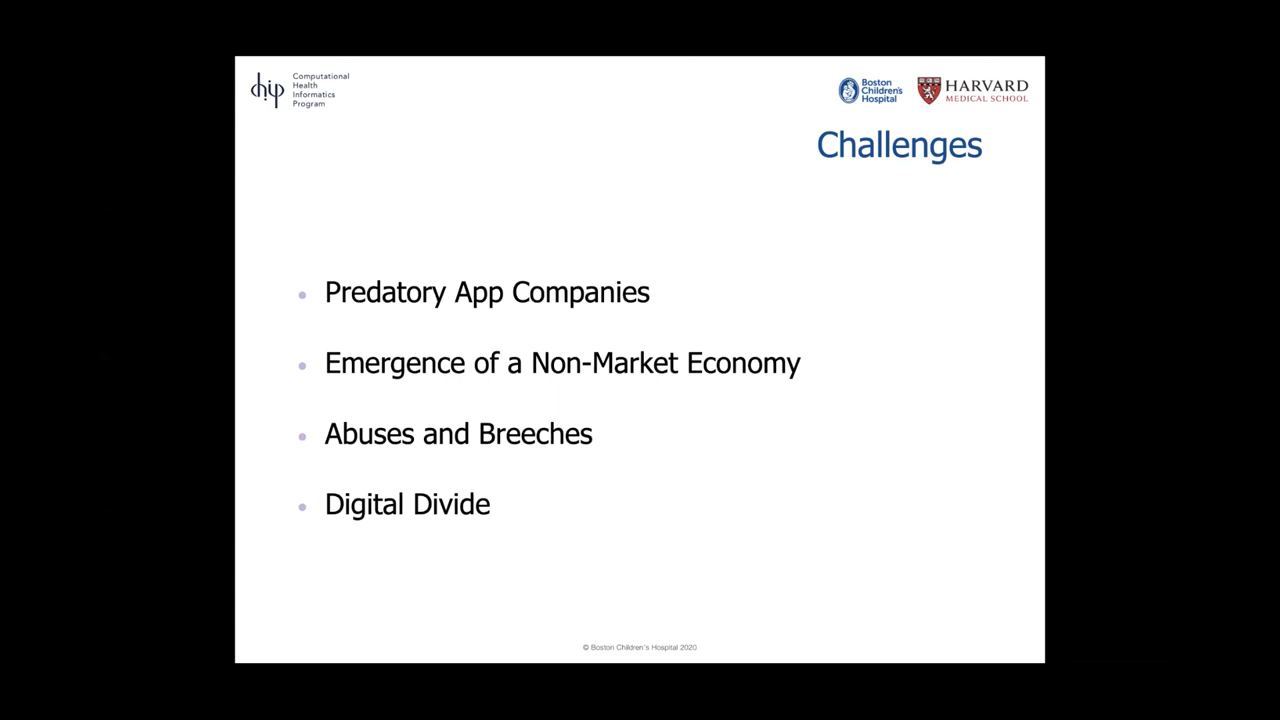 chip
Computational
Health
Informatics
Program
Boston
Children's
Hospital
HARVARD
MEDICAL SCHOOL
Challenges
• Predatory App Companies
• Emergence of a Non-Market Economy
• Abuses and Breeches
• Digital Divide
© Boston Children's Hospital 2020